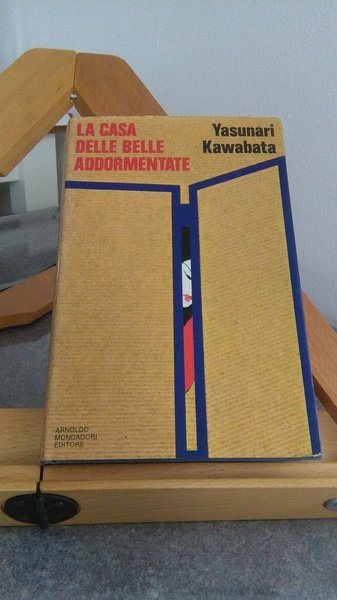 LA CASA
DELLE BELLE
ADDORMENTATE
Yasunari
Kawabata
ARNOLDO
MONDADORI
EDITORE